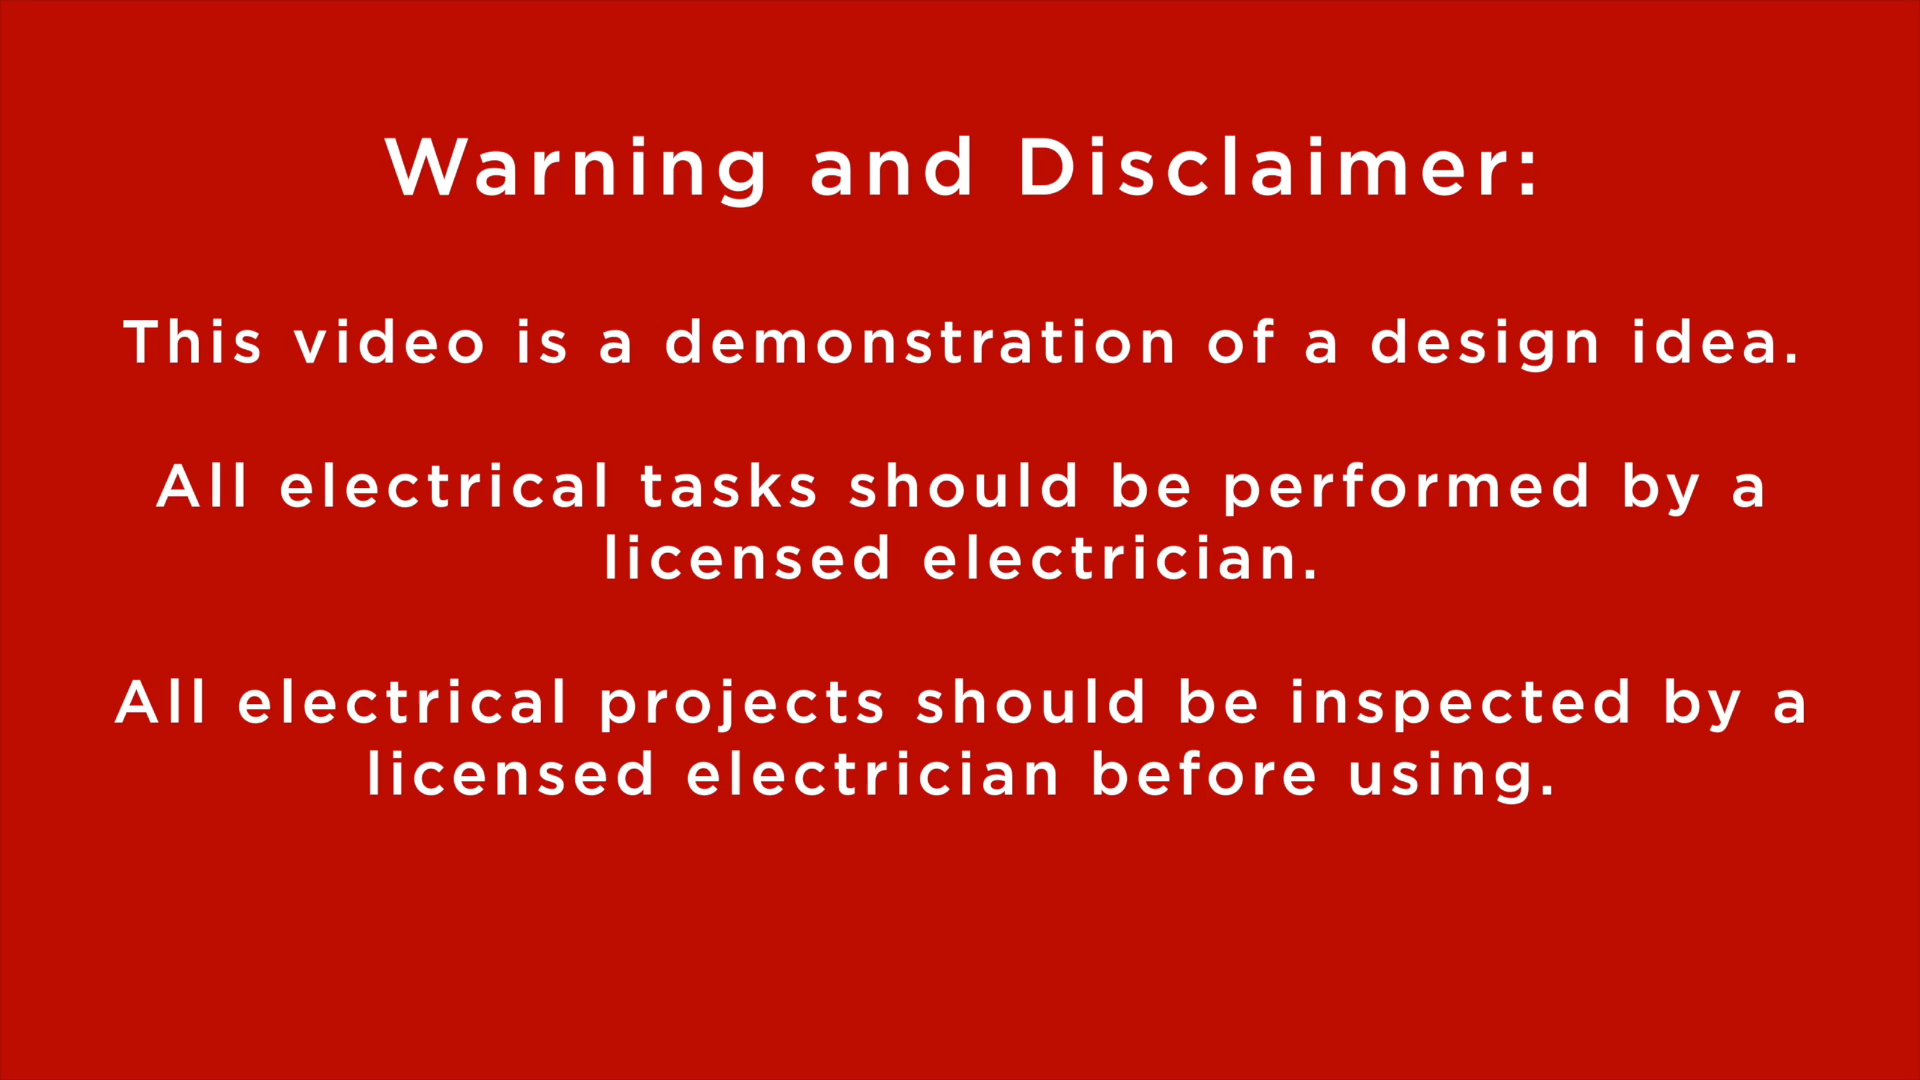 Warning and Disclaimer:
This video is a demonstration of a design idea.
All electrical tasks should be performed by a
licensed electrician.
All electrical projects should be inspected by a
licensed electrician before using.